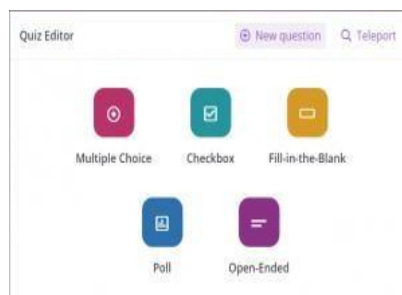 Quiz Editor New question Teleport
Multiple Choice Checkbox Fill-in-the-Blank
Poll Open-Ended